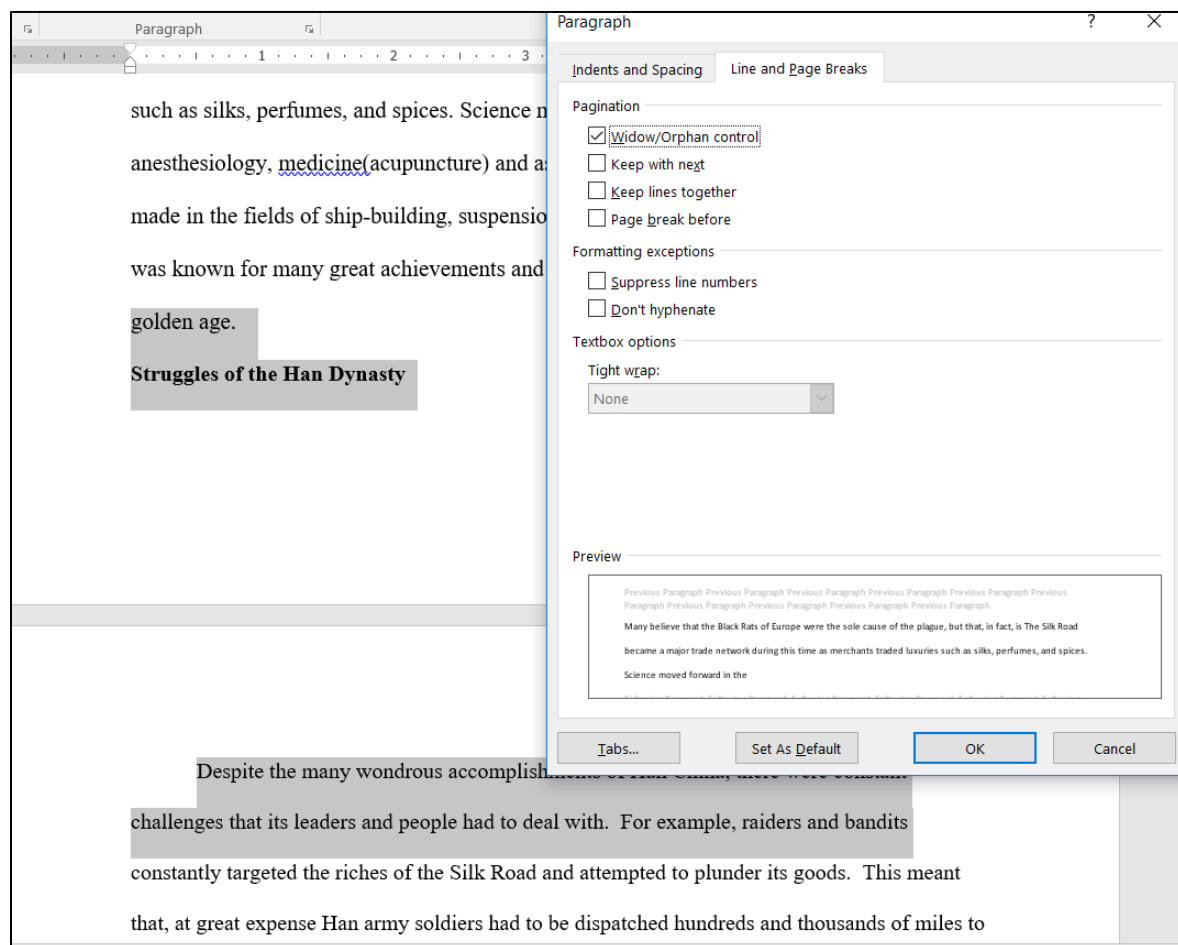 Paragraph
1 2 3
such as silks, perfumes, and spices. Science
anesthesiology, medicine(acupuncture) and
made in the fields of ship-building,
was known for many great achievements and
golden age.
Struggles of the Han Dynasty
Despite the many wondrous accomplishments of Han China, there were constant
challenges that its leaders and people had to deal with.  For example, raiders and bandits
constantly targeted the riches of the Silk Road and attempted to plunder its goods.  This meant
that, at great expense Han army soldiers had to be dispatched hundreds and thousands of miles to
Paragraph ?
Indents and Spacing Line and Page Breaks
Pagination
Widow/Orphan control
Keep with next
Keep lines together
Page break before
Formatting exceptions
Suppress line numbers
Don't hyphenate
Textbox options
Tight wrap:
None
Preview
Previous Paragraph Previous Paragraph Previous Paragraph Previous Paragraph Previous Paragraph Previous
Paragraph Previous Paragraph Previous Paragraph Previous Paragraph Previous Paragraph
Many believe that the Black Rats of Europe were the sole cause of the plague, but that, in fact, is The Silk Road
became a major trade network during this time as merchants traded luxuries such as silks, perfumes, and spices.
Science moved forward in the
Tabs... Set As Default OK Cancel